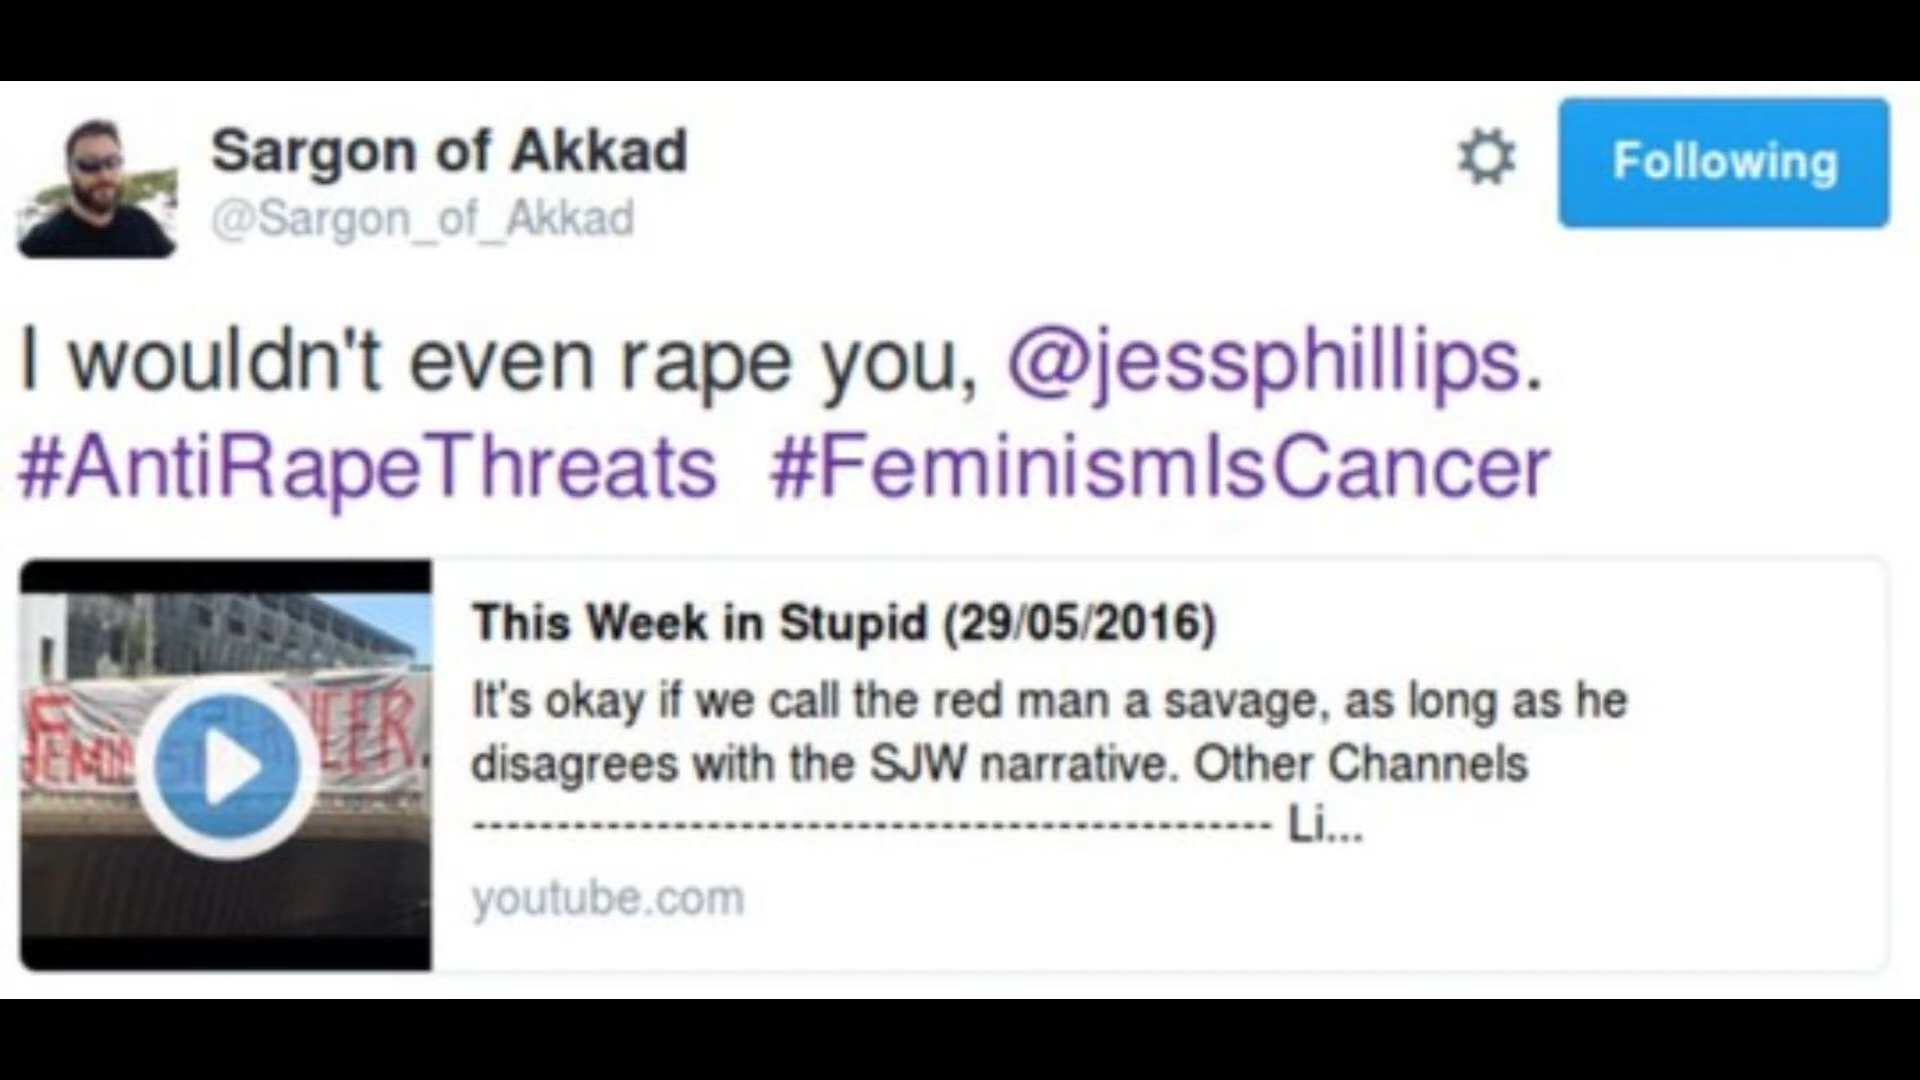 Sargon of Akkad
@Sargon_of_Akkad
Following
I wouldn't even rape you, @jessphillips.
#AntiRapeThreats #FeminismIsCancer
This Week in Stupid (29/05/2016)
It's okay if we call the red man a savage, as long as he
disagrees with the SJW narrative. Other Channels
------------------------------------------------ Li...
youtube.com